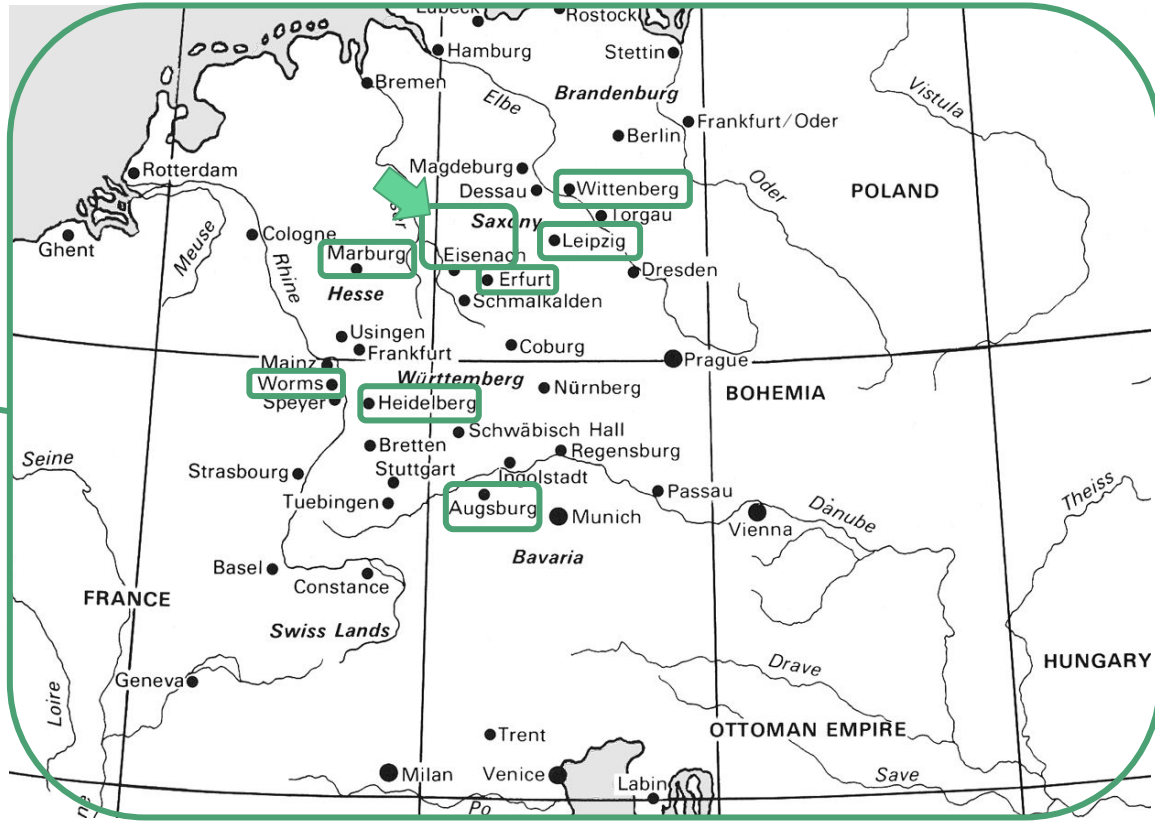 Lübeck
Rostock
Hamburg
Stettin
Bremen
Elbe
Brandenburg
Vistula
Frankfurt/Oder
Berlin
Rotterdam
Magdeburg
Dessau
Wittenberg
Oder
POLAND
Saxony
Torgau
Ghent
Meuse
Cologne
Leipzig
Marburg
Rhine
Eisenach
Dresden
Erfurt
Hesse
Schmalkalden
Usingen
Frankfurt
Coburg
Prague
Mainz
Worms
Württemberg
Nürnberg
BOHEMIA
Speyer
Heidelberg
Schwäbisch Hall
Bretten
Regensburg
Seine
Strasbourg
Stuttgart
Ingolstadt
Tuebingen
Passau
Theiss
Augsburg
Munich
Vienna
Danube
Bavaria
Basel
Constance
FRANCE
Swiss Lands
HUNGARY
Geneva
Drave
Loire
Trent
OTTOMAN EMPIRE
Milan
Venice
Labin
Save
Po